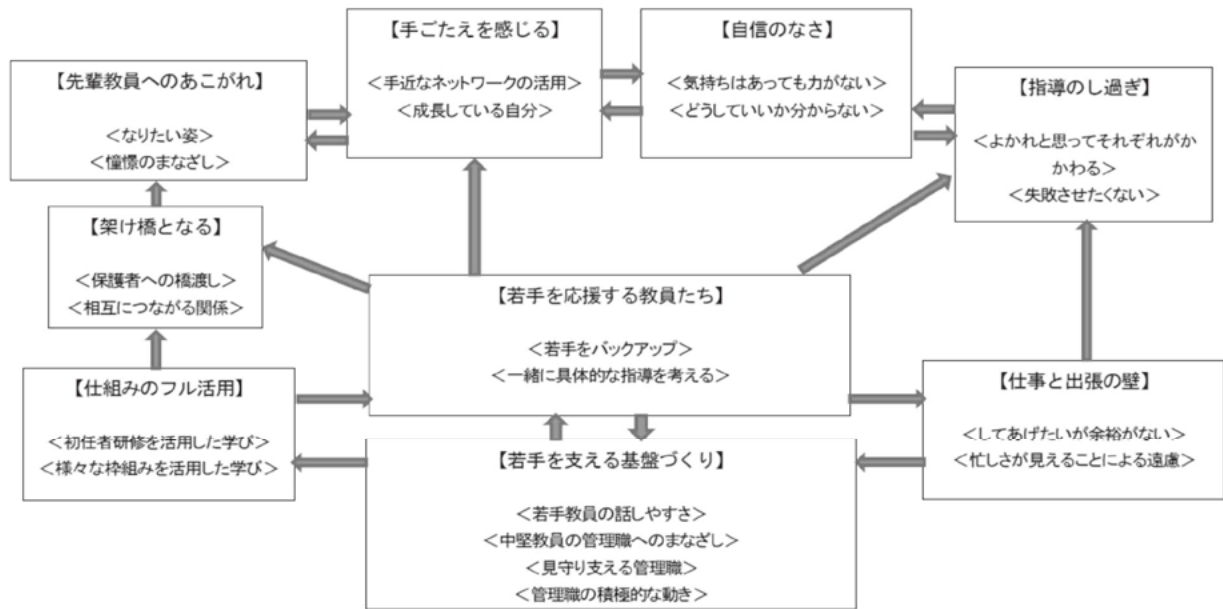 【手ごたえを感じる】
<手近なネットワークの活用>
<成長している自分>
【自信のなさ】
<気持ちはあっても力がない>
<どうしていいか分からない>
【先輩教員へのあこがれ】
<なりたい姿>
<憧憬のまなざし>
【指導のし過ぎ】
<よかれと思ってそれぞれがか
かわる>
<失敗させたくない>
【架け橋となる】
<保護者への橋渡し>
<相互につながる関係>
【若手を応援する教員たち】
<若手をバックアップ>
<一緒に具体的な指導を考える>
【仕組みのフル活用】
<初任者研修を活用した学び>
<様々な枠組みを活用した学び>
【仕事と出張の壁】
<してあげたいが余裕がない>
<忙しさが見えることによる遠慮>
【若手を支える基盤づくり】
<若手教員の話しやすさ>
<中堅教員の管理職へのまなざし>
<見守り支える管理職>
<管理職の積極的な動き>